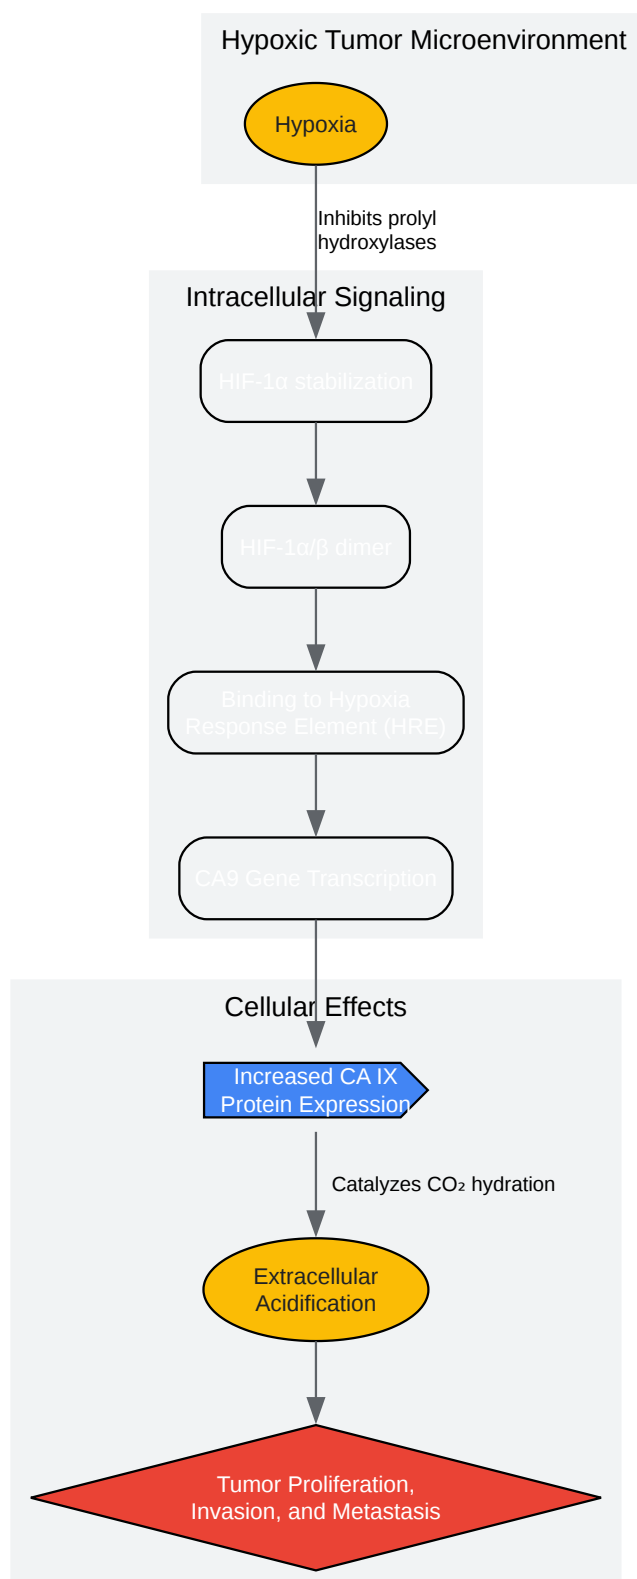 Hypoxic Tumor Microenvironment
Hypoxia
Inhibits prolyl
hydroxylases
Intracellular Signaling
HIF-1α stabilization
HIF-1α/β dimer
Binding to Hypoxia
Response Element (HRE)
CA9 Gene Transcription
Cellular Effects
Increased CA IX
Protein Expression
Catalyzes CO₂ hydration
Extracellular
Acidification
Tumor Proliferation,
Invasion, and Metastasis